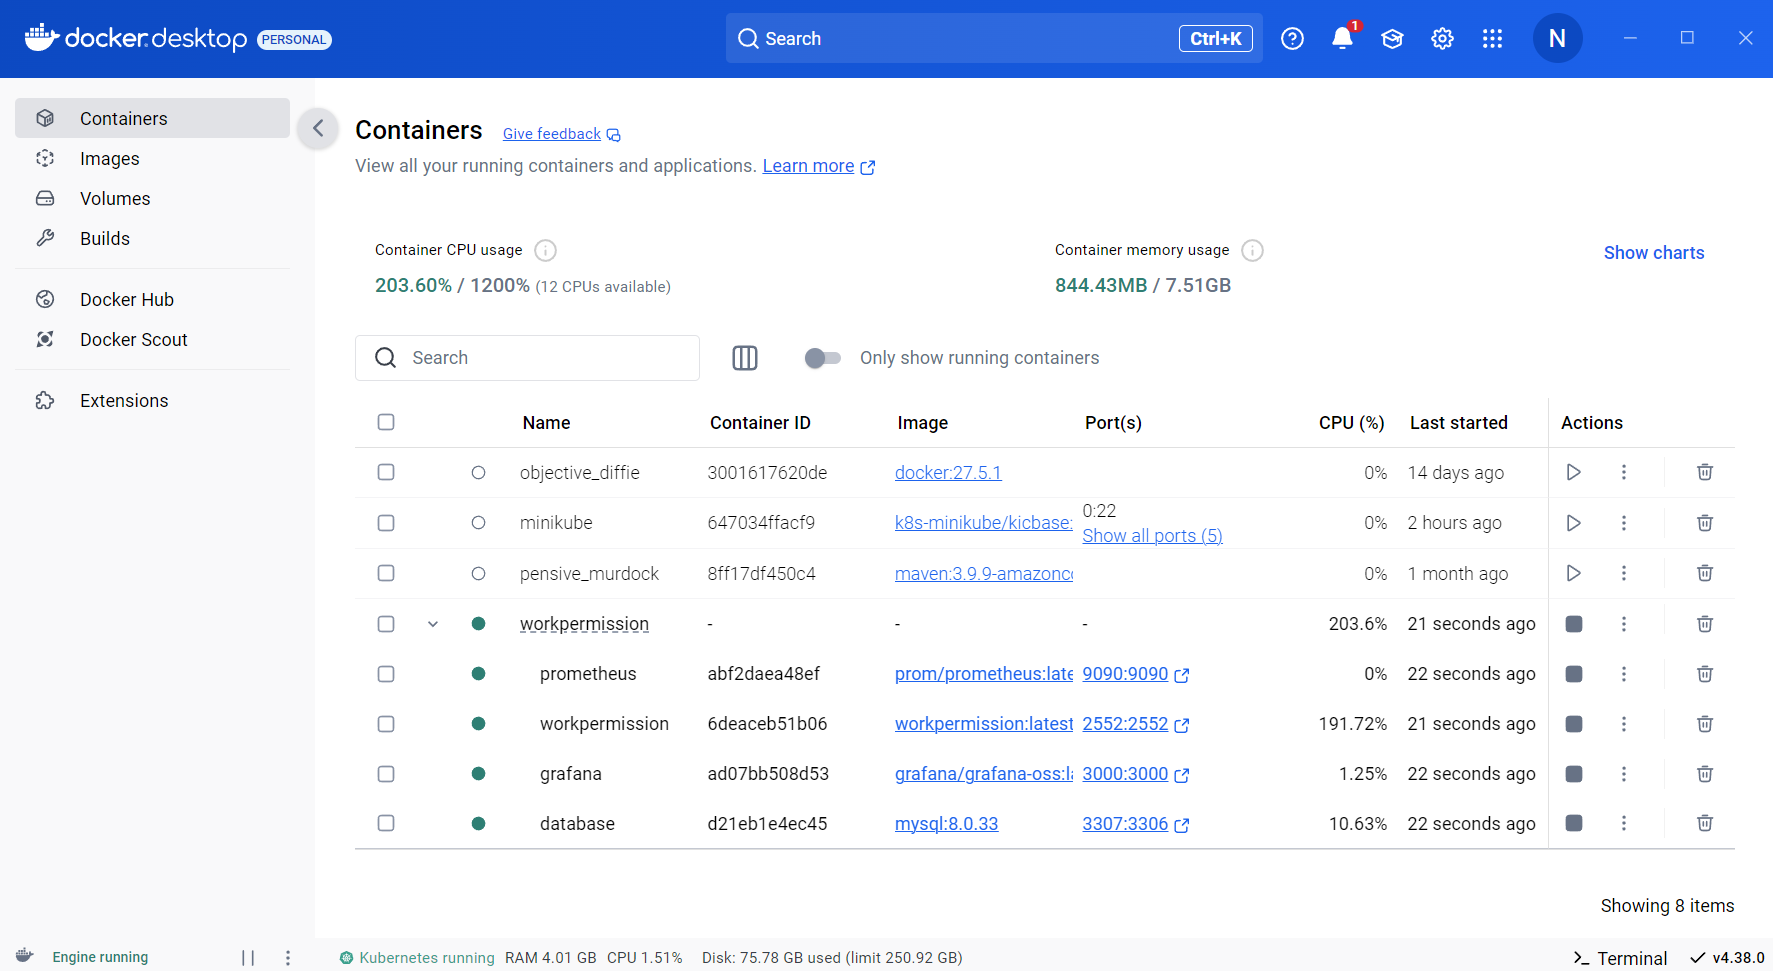 docker.desktop PERSONAL
Search Ctrl+K
1
N
Containers
Images
Volumes
Builds
Docker Hub
Docker Scout
Extensions
Containers Give feedback
View all your running containers and applications. Learn more
Container CPU usage
203.60% / 1200% (12 CPUs available)
Container memory usage
844.43MB / 7.51GB
Show charts
Search
Only show running containers
Name Container ID Image Port(s) CPU (%) Last started Actions
objective_diffie 3001617620de docker:27.5.1 0% 14 days ago
minikube 647034ffacf9 k8s-minikube/kicbase: 0:22 0% 2 hours ago
Show all ports (5)
pensive_murdock 8ff17df450c4 maven:3.9.9-amazonc 0% 1 month ago
workpermission - - - 203.6% 21 seconds ago
prometheus abf2daea48ef prom/prometheus:late 9090:9090 0% 22 seconds ago
workpermission 6deaceb51b06 workpermission:latest 2552:2552 191.72% 21 seconds ago
grafana ad07bb508d53 grafana/grafana-oss:la 3000:3000 1.25% 22 seconds ago
database d21eb1e4ec45 mysql:8.0.33 3307:3306 10.63% 22 seconds ago
Showing 8 items
Engine running
Kubernetes running RAM 4.01 GB CPU 1.51% Disk: 75.78 GB used (limit 250.92 GB)
Terminal v4.38.0